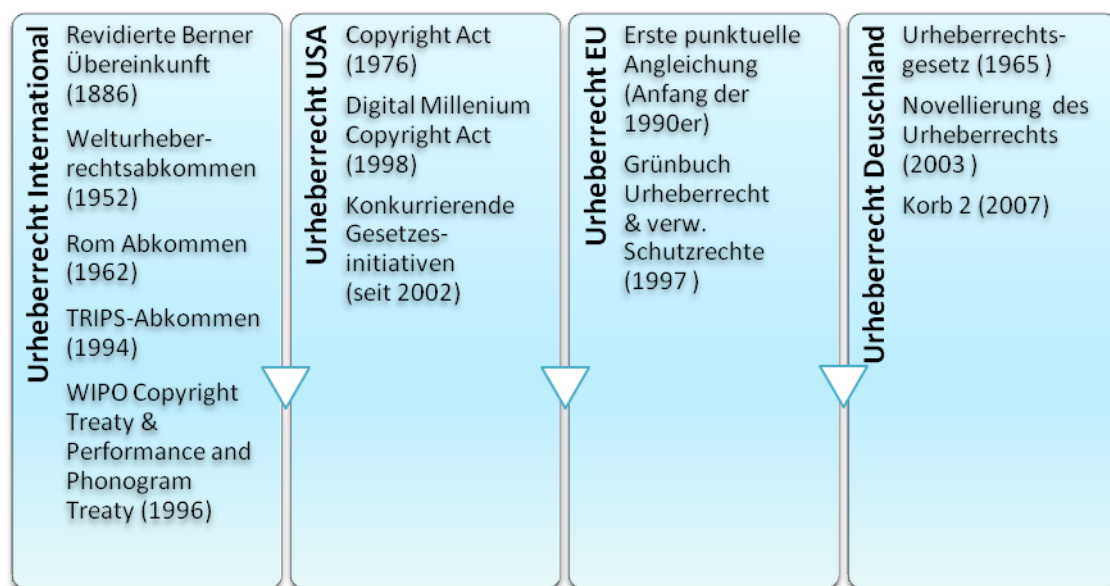 Urheberrecht International
Revidierte Berner
Übereinkunft
(1886)
Welturheber-
rechtsabkommen
(1952)
Rom Abkommen
(1962)
TRIPS-Abkommen
(1994)
WIPO Copyright
Treaty &
Performance and
Phonogram
Treaty (1996)
Urheberrecht USA
Copyright Act
(1976)
Digital Millenium
Copyright Act
(1998)
Konkurrierende
Gesetzes-
initiativen
(seit 2002)
Urheberrecht EU
Erste punktuelle
Angleichung
(Anfang der
1990er)
Grünbuch
Urheberrecht
& verw.
Schutzrechte
(1997 )
Urheberrecht Deuschland
Urheberrechts-
gesetz (1965 )
Novellierung des
Urheberrechts
(2003 )
Korb 2 (2007)